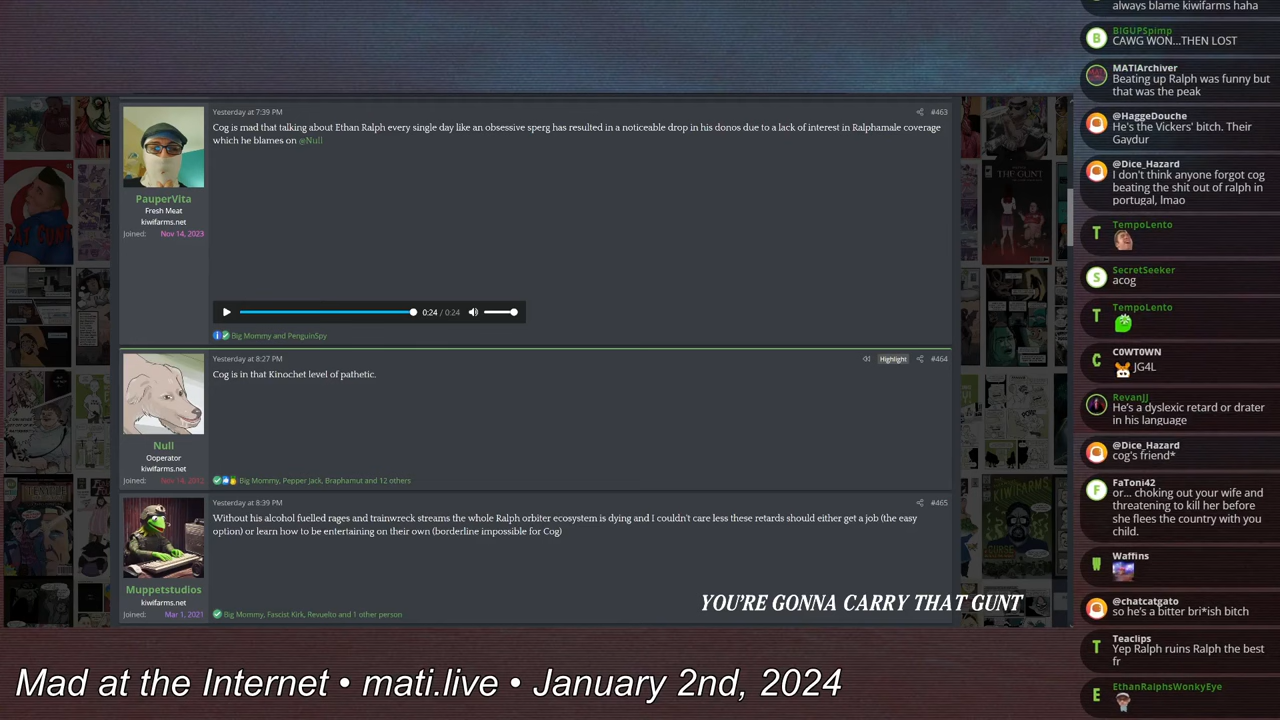 Yesterday at 7:39 PM
#463
Cog is mad that talking about Ethan Ralph every single day like an obsessive sperg has resulted in a noticeable drop in his donos due to a lack of interest in Ralphamale coverage
which he blames on @Null
PauperVita
Fresh Meat
kiwifarms.net
Joined: Nov 14, 2023
0:24 / 0:24
Big Mommy and PenguinSpy
Yesterday at 8:27 PM
Highlight
#464
Cog is in that Kinochet level of pathetic.
Null
Ooperator
kiwifarms.net
Joined: Nov 14, 2012
Big Mommy, Pepper Jack, Braphamut and 12 others
Yesterday at 8:39 PM
#465
Without his alcohol fuelled rages and trainwreck streams the whole Ralph orbiter ecosystem is dying and I couldn't care less these retards should either get a job (the easy
option) or learn how to be entertaining on their own (borderline impossible for Cog)
Muppetstudios
kiwifarms.net
Joined: Mar 1, 2021
Big Mommy, Fascist Kirk, Revuelto and 1 other person
YOU'RE GONNA CARRY THAT GUNT
THE GUNT
KIWIFARMS
Mad at the Internet • mati.live • January 2nd, 2024
always blame kiwifarms haha
B
BIGUPSpimp
CAWG WON...THEN LOST
MATIArchiver
Beating up Ralph was funny but
that was the peak
@HaggeDouche
He's the Vickers' bitch. Their
Gaydur
@Dice_Hazard
I don't think anyone forgot cog
beating the shit out of ralph in
portugal, lmao
T
TempoLento
S
SecretSeeker
acog
T
TempoLento
C
C0WT0WN
JG4L
RevanJJ
He's a dyslexic retard or drater
in his language
@Dice_Hazard
cog's friend*
F
FaToni42
or... choking out your wife and
threatening to kill her before
she flees the country with you
child.
W
Waffins
@chatcatgato
so he's a bitter bri*ish bitch
T
Teaclips
Yep Ralph ruins Ralph the best
fr
E
EthanRalphsWonkyEye